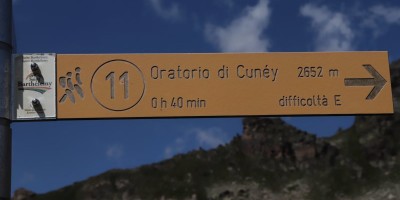 11 Oratorio di Cunéy 2652 m
0 h 40 min difficoltà E